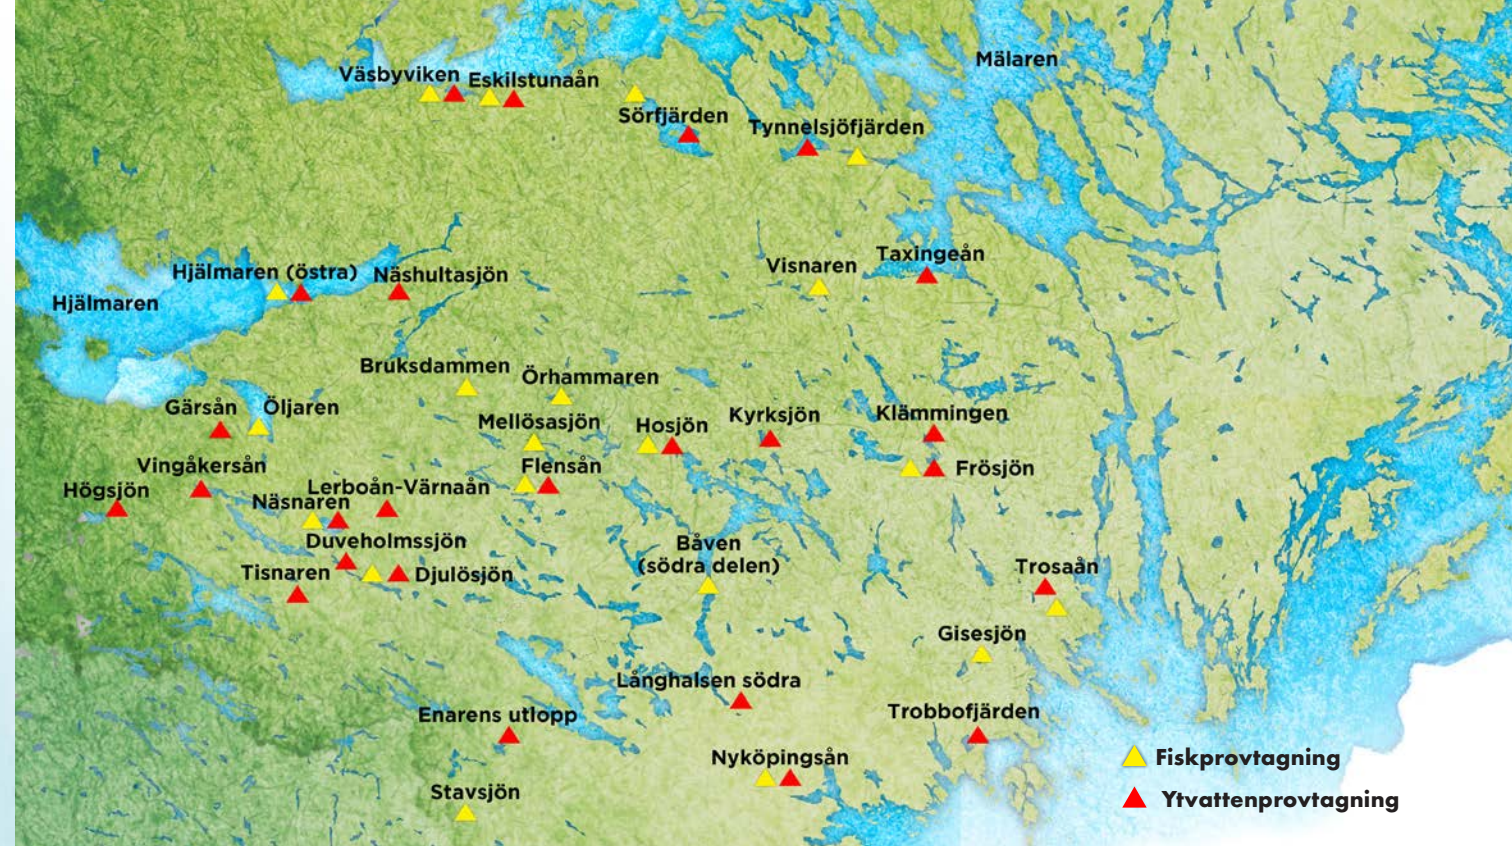 Mälaren
Väsbyviken
Eskilstunaån
Sörfjärden
Tynnelsjöfjärden
Taxingeån
Visnaren
Hjälmaren (östra)
Näshultasjön
Hjälmaren
Bruksdammen
Örhammaren
Gärsån
Öljaren
Mellösasjön
Hosjön
Kyrksjön
Klämmingen
Vingåkersån
Flensån
Frösjön
Högsjön
Lerboån-Värnaån
Näsnaren
Duveholmssjön
Båven
(södra delen)
Tisnaren
Djulösjön
Trosaån
Gisesjön
Långhalsen södra
Enarens utlopp
Trobbofjärden
Nyköpingsån
Stavsjön
Fiskprovtagning
Ytvattenprovtagning